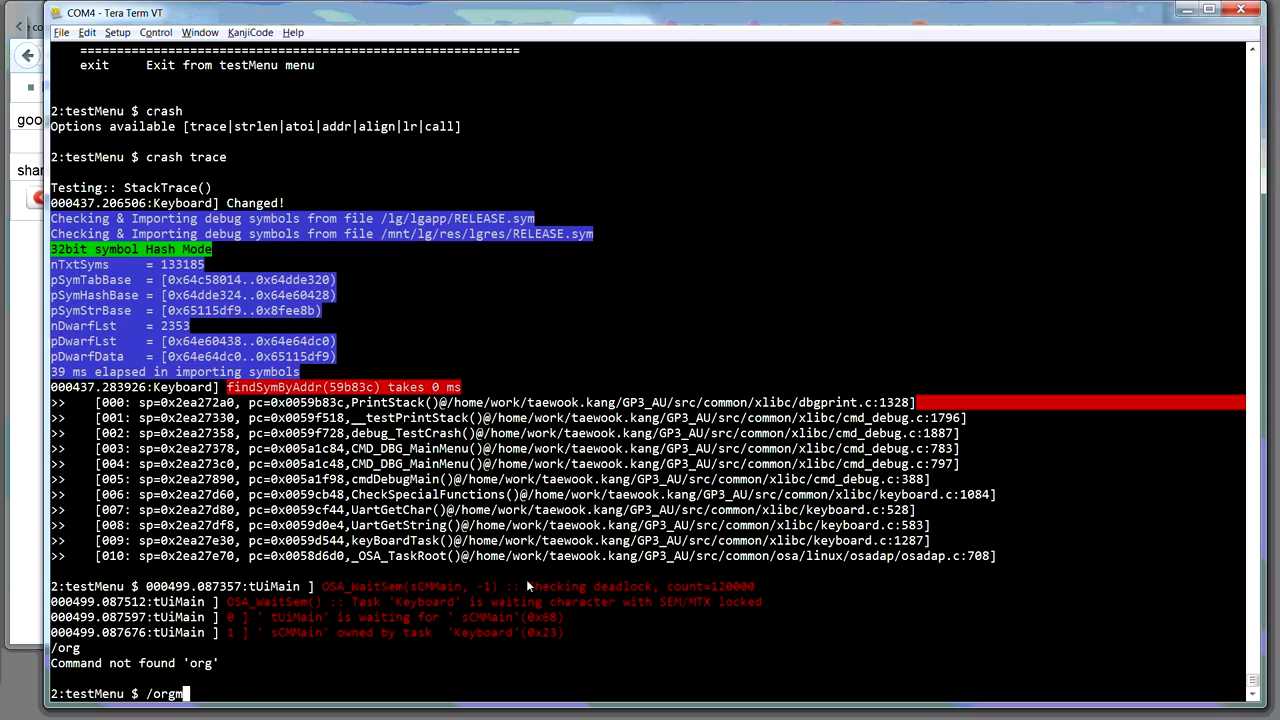 COM4 - Tera Term VT
File Edit Setup Control Window KanjiCode Help
============================================================
exit Exit from testMenu menu
2:testMenu $ crash
Options available [trace|strlen|atoi|addr|align|lr|call]
2:testMenu $ crash trace
Testing:: StackTrace()
000437.206506:Keyboard] Changed!
Checking & Importing debug symbols from file /lg/lgapp/RELEASE.sym
Checking & Importing debug symbols from file /mnt/lg/res/lgres/RELEASE.sym
32bit symbol Hash Mode
nTxtSyms = 133185
pSymTabBase = [0x64c58014..0x64dde320)
pSymHashBase = [0x64dde324..0x64e60428)
pSymStrBase = [0x65115df9..0x8fee8b)
nDwarfLst = 2353
pDwarfLst = [0x64e60438..0x64e64dc0)
pDwarfData = [0x64e64dc0..0x65115df9)
39 ms elapsed in importing symbols
000437.283926:Keyboard] findSymByAddr(59b83c) takes 0 ms
>> [000: sp=0x2ea272a0, pc=0x0059b83c,PrintStack()@/home/work/taewook.kang/GP3_AU/src/common/xlibc/dbgprint.c:1328]
>> [001: sp=0x2ea27330, pc=0x0059f518,__testPrintStack()@/home/work/taewook.kang/GP3_AU/src/common/xlibc/cmd_debug.c:1796]
>> [002: sp=0x2ea27358, pc=0x0059f728,debug_TestCrash()@/home/work/taewook.kang/GP3_AU/src/common/xlibc/cmd_debug.c:1887]
>> [003: sp=0x2ea27378, pc=0x005a1c84,CMD_DBG_MainMenu()@/home/work/taewook.kang/GP3_AU/src/common/xlibc/cmd_debug.c:783]
>> [004: sp=0x2ea273c0, pc=0x005a1c48,CMD_DBG_MainMenu()@/home/work/taewook.kang/GP3_AU/src/common/xlibc/cmd_debug.c:797]
>> [005: sp=0x2ea27890, pc=0x005a1f98,cmdDebugMain()@/home/work/taewook.kang/GP3_AU/src/common/xlibc/cmd_debug.c:388]
>> [006: sp=0x2ea27d60, pc=0x0059cb48,CheckSpecialFunctions()@/home/work/taewook.kang/GP3_AU/src/common/xlibc/keyboard.c:1084]
>> [007: sp=0x2ea27d80, pc=0x0059cf44,UartGetChar()@/home/work/taewook.kang/GP3_AU/src/common/xlibc/keyboard.c:528]
>> [008: sp=0x2ea27df8, pc=0x0059d0e4,UartGetString()@/home/work/taewook.kang/GP3_AU/src/common/xlibc/keyboard.c:583]
>> [009: sp=0x2ea27e30, pc=0x0059d544,keyBoardTask()@/home/work/taewook.kang/GP3_AU/src/common/xlibc/keyboard.c:1287]
>> [010: sp=0x2ea27e70, pc=0x0058d6d0,_OSA_TaskRoot()@/home/work/taewook.kang/GP3_AU/src/common/osa/linux/osadap/osadap.c:708]
2:testMenu $ 000499.087357:tUiMain ] OSA_WaitSem(sCMMain, -1) :: Checking deadlock, count=120000
000499.087512:tUiMain ] OSA_WaitSem() :: Task 'Keyboard' is waiting character with SEM/MTX locked
000499.087597:tUiMain ] 0 ] ' tUiMain' is waiting for ' sCMMain'(0x68)
000499.087676:tUiMain ] 1 ] ' sCMMain' owned by task 'Keyboard'(0x23)
/org
Command not found 'org'
2:testMenu $ /orgm